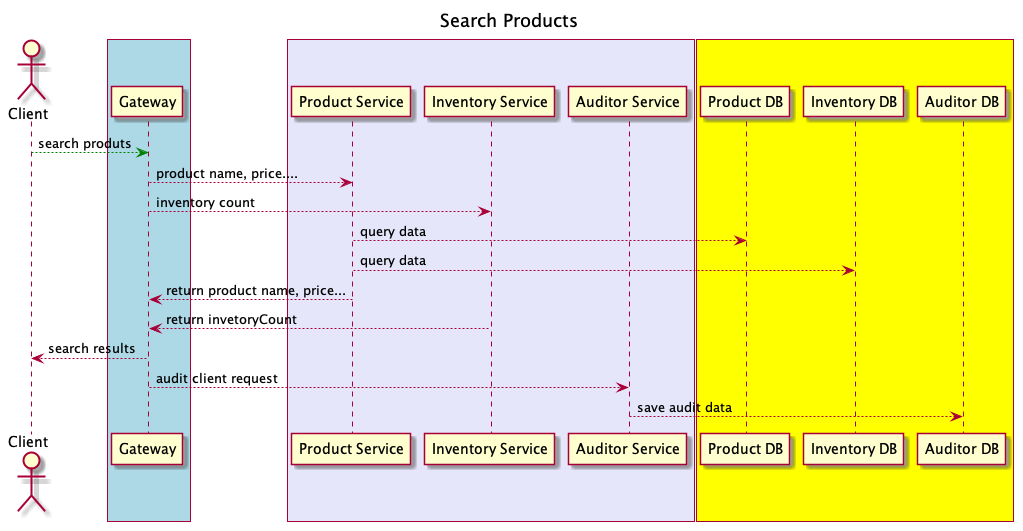 Search Products
Client
Gateway
Product Service
Inventory Service
Auditor Service
Product DB
Inventory DB
Auditor DB
search produts
product name, price....
inventory count
query data
query data
return product name, price...
return invetoryCount
search results
audit client request
save audit data
Client
Gateway
Product Service
Inventory Service
Auditor Service
Product DB
Inventory DB
Auditor DB